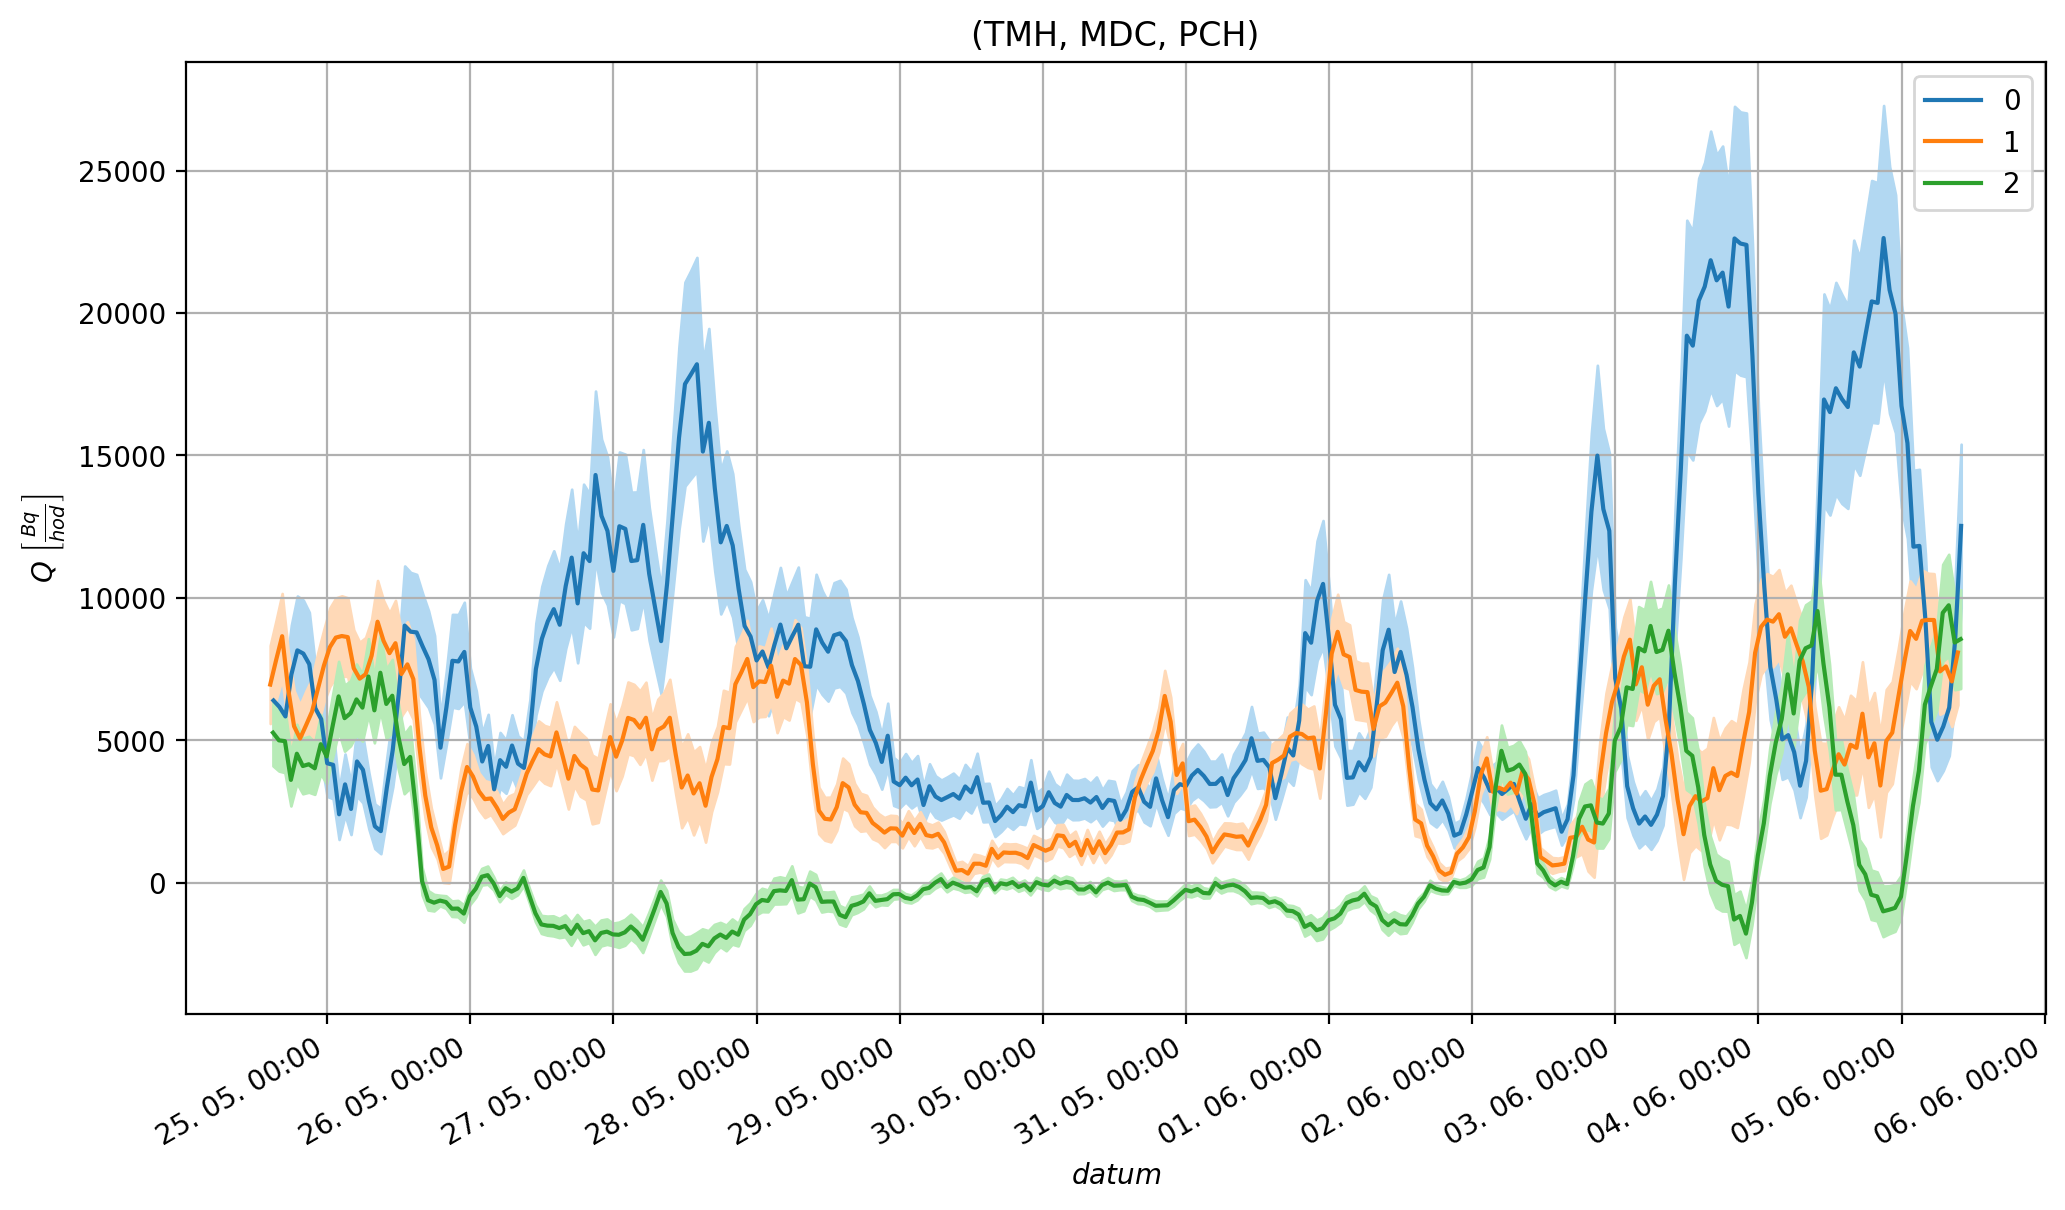 (TMH, MDC, PCH)
0
1
2
25000
20000
15000
10000
5000
0
Q [Bq/hod]
25. 05. 00:00
26. 05. 00:00
27. 05. 00:00
28. 05. 00:00
29. 05. 00:00
30. 05. 00:00
31. 05. 00:00
01. 06. 00:00
02. 06. 00:00
03. 06. 00:00
04. 06. 00:00
05. 06. 00:00
06. 06. 00:00
datum